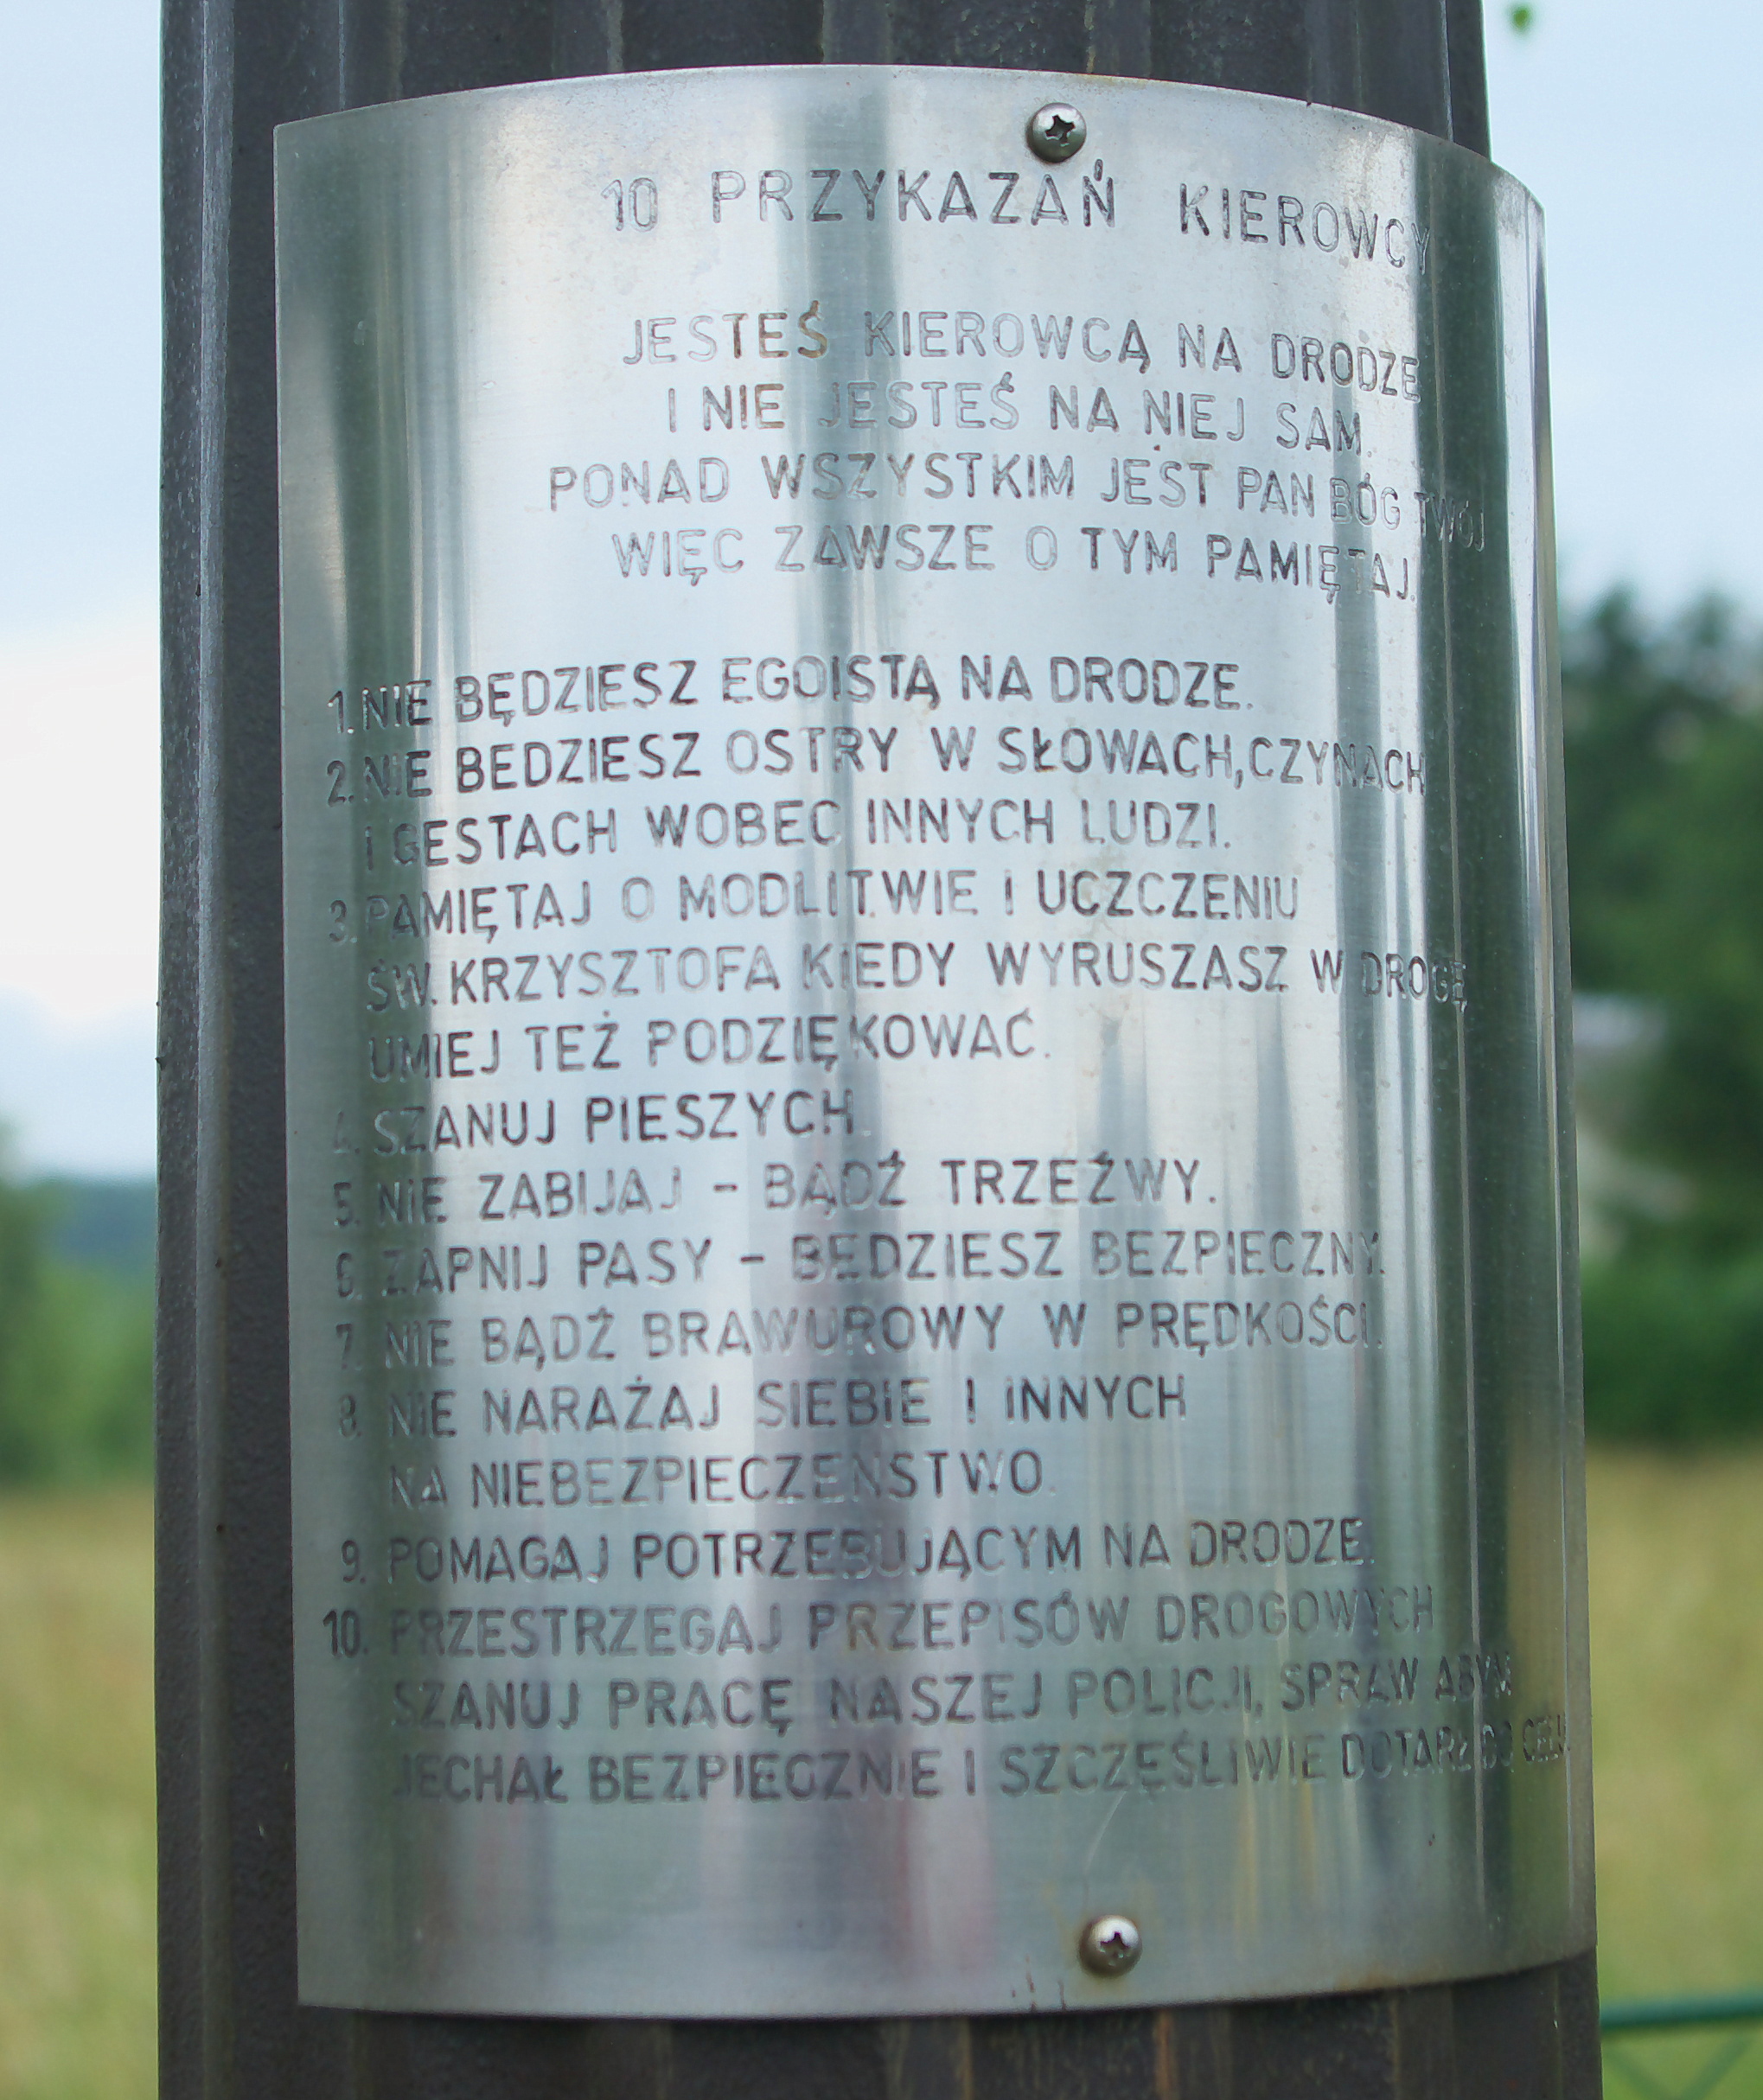 10 PRZYKAZAŃ KIEROWCY
JESTEŚ KIEROWCĄ NA DRODZE
I NIE JESTEŚ NA NIEJ SAM.
PONAD WSZYSTKIM JEST PAN BÓG TWÓJ
WIĘC ZAWSZE O TYM PAMIĘTAJ.
1. NIE BĘDZIESZ EGOISTĄ NA DRODZE.
2. NIE BEDZIESZ OSTRY W SŁOWACH, CZYNACH
I GESTACH WOBEC INNYCH LUDZI.
3. PAMIĘTAJ O MODLITWIE I UCZCZENIU
ŚW. KRZYSZTOFA KIEDY WYRUSZASZ W DROGĘ
UMIEJ TEŻ PODZIĘKOWAĆ.
4. SZANUJ PIESZYCH.
5. NIE ZABIJAJ - BĄDŹ TRZEŹWY.
6. ZAPNIJ PASY - BEDZIESZ BEZPIECZNY.
7. NIE BĄDŹ BRAWUROWY W PRĘDKOŚCI.
8. NIE NARAŻAJ SIEBIE I INNYCH
NA NIEBEZPIECZENSTWO.
9. POMAGAJ POTRZEBUJĄCYM NA DRODZE.
10. PRZESTRZEGAJ PRZEPISÓW DROGOWYCH
SZANUJ PRACĘ NASZEJ POLICJI, SPRAW ABYM
JECHAŁ BEZPIECZNIE I SZCZĘŚLIWIE DOTARŁ DO CELU.